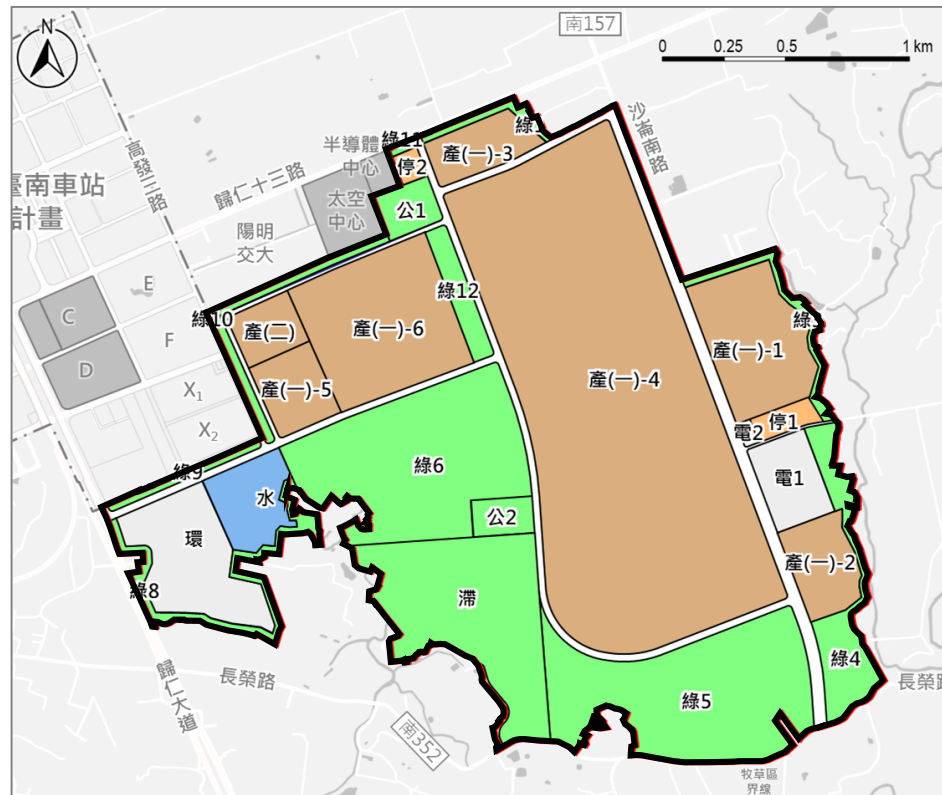 N
南157
0 0.25 0.5 1 km
沙崙南路
高發三路
半導體
中心
綠11
停2
產(一)-3
歸仁十三路
太空
中心
公1
臺南車站
計畫
陽明
交大
E
綠12
綠10
產(二)
產(一)-6
C
F
D
產(一)-1
產(一)-4
產(一)-5
X1
X2
停1
電2
綠6
綠9
電1
水
公2
環
產(一)-2
滯
綠8
綠4
長榮路
長榮路
綠5
歸仁大道
南352
牧草區
界線